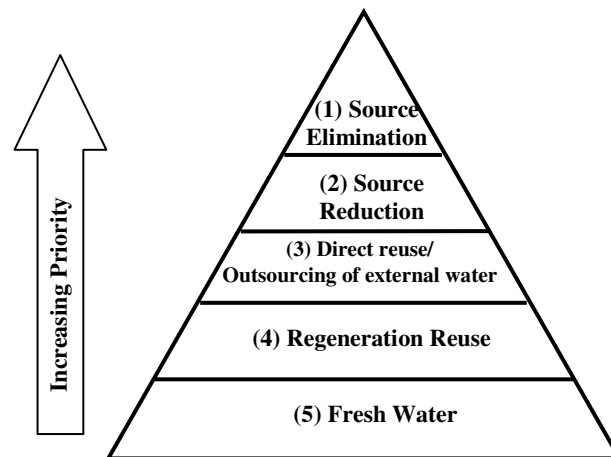 (1) Source
Elimination
(2) Source
Reduction
(3) Direct reuse/
Outsourcing of external water
(4) Regeneration Reuse
(5) Fresh Water
Increasing Priority